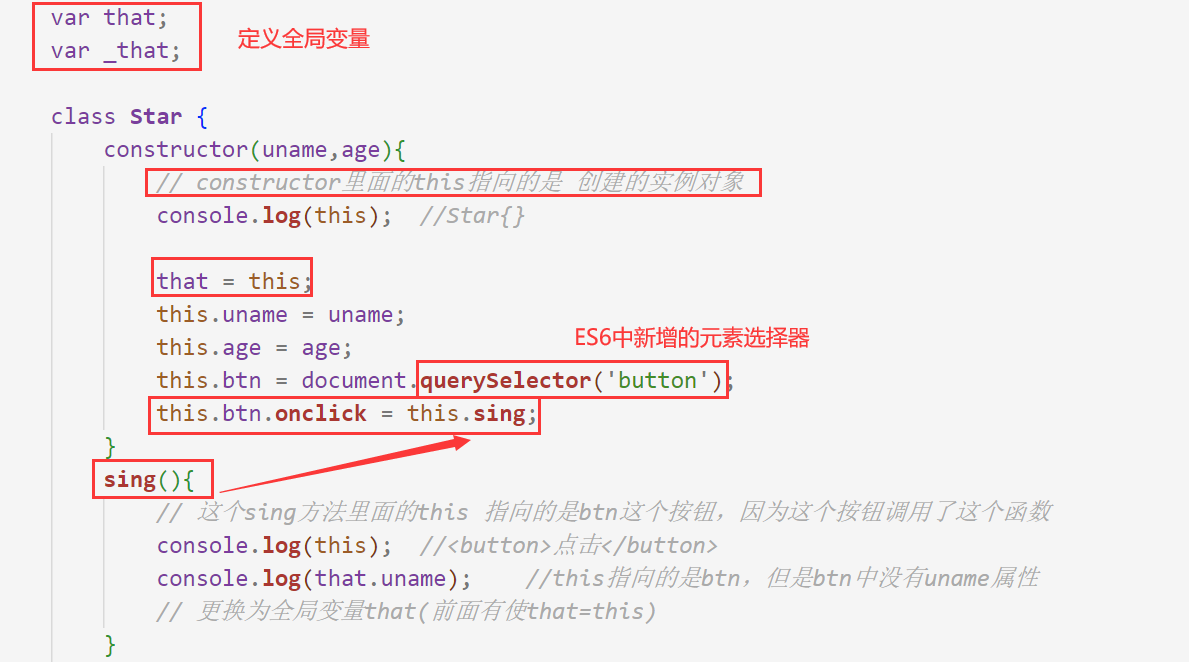 var that;
var _that;
定义全局变量
class Star {
constructor(uname,age){
// constructor里面的this指向的是 创建的实例对象
console.log(this);  //Star{}
that = this;
this.uname = uname;
ES6中新增的元素选择器
this.age = age;
this.btn = document.querySelector('button');
this.btn.onclick = this.sing;
}
sing(){
// 这个sing方法里面的this 指向的是btn这个按钮，因为这个按钮调用了这个函数
console.log(this);  //<button>点击</button>
console.log(that.uname);    //this指向的是btn，但是btn中没有uname属性
// 更换为全局变量that(前面有使that=this)
}